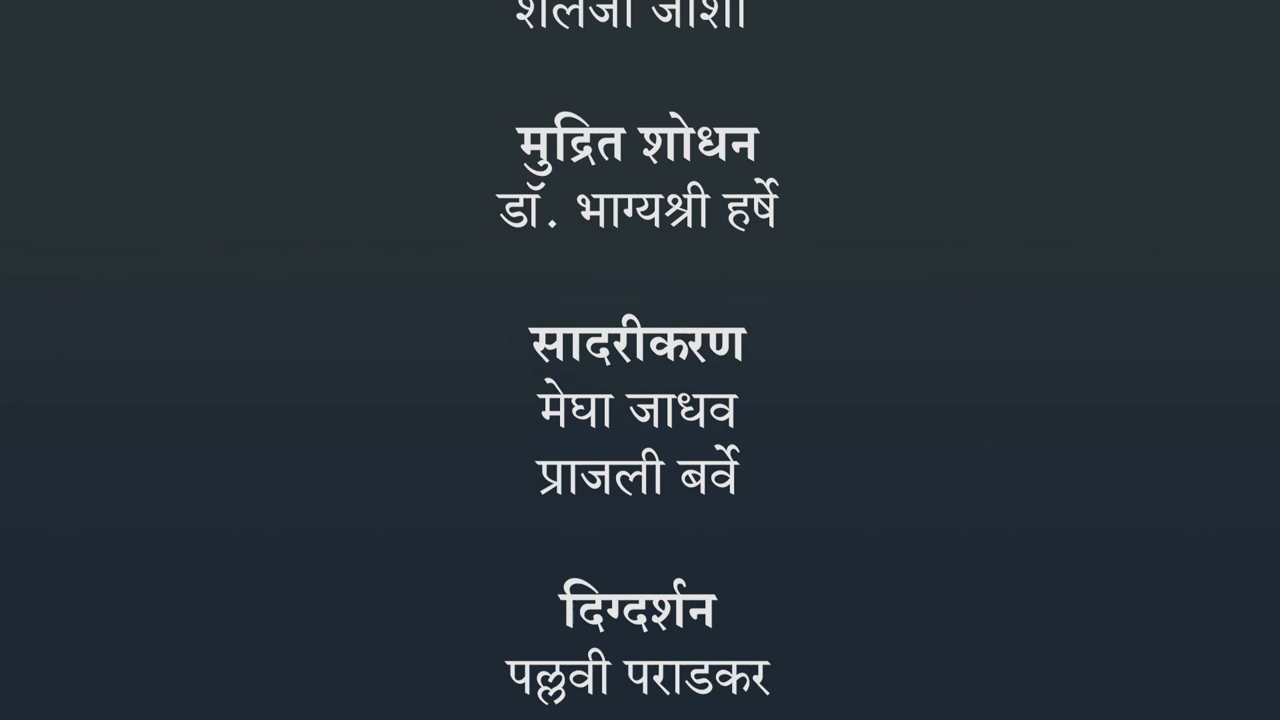 मुद्रित शोधन
डॉ. भाग्यश्री हर्षे
सादरीकरण
मेघा जाधव
प्राजली बर्वे
दिग्दर्शन
पल्लवी पराडकर